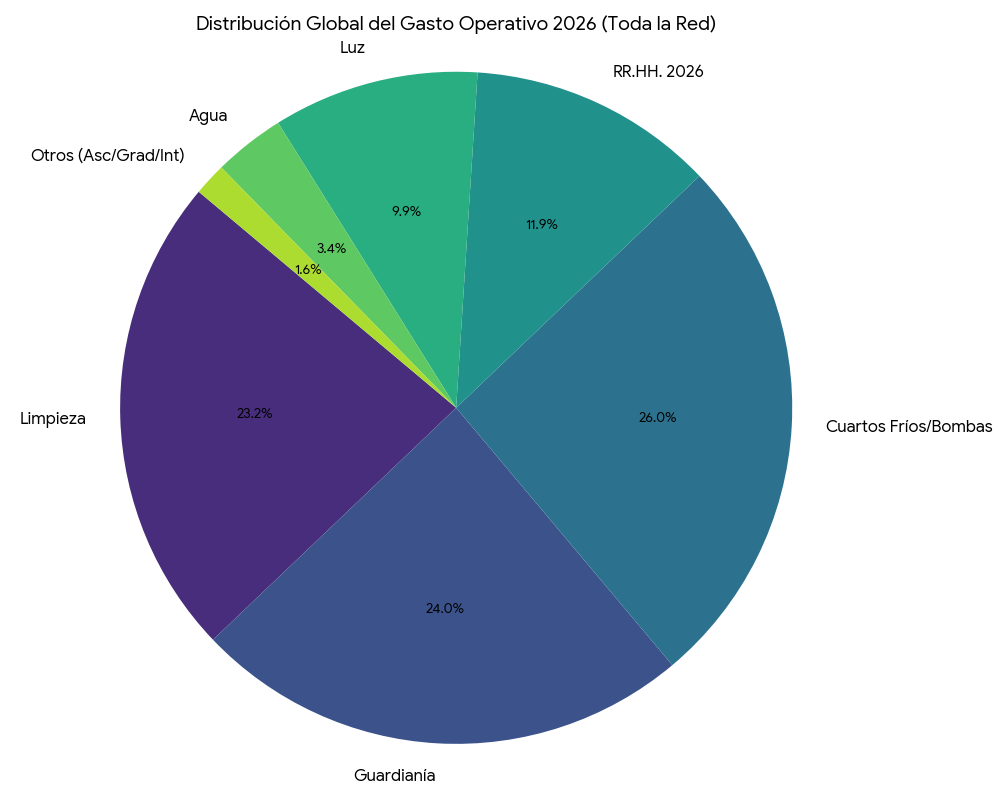 Distribución Global del Gasto Operativo 2026 (Toda la Red)
Luz
RR.HH. 2026
Agua
Otros (Asc/Grad/Int)
9.9%
11.9%
3.4%
1.6%
Limpieza
23.2%
26.0%
Cuartos Fríos/Bombas
24.0%
Guardianía